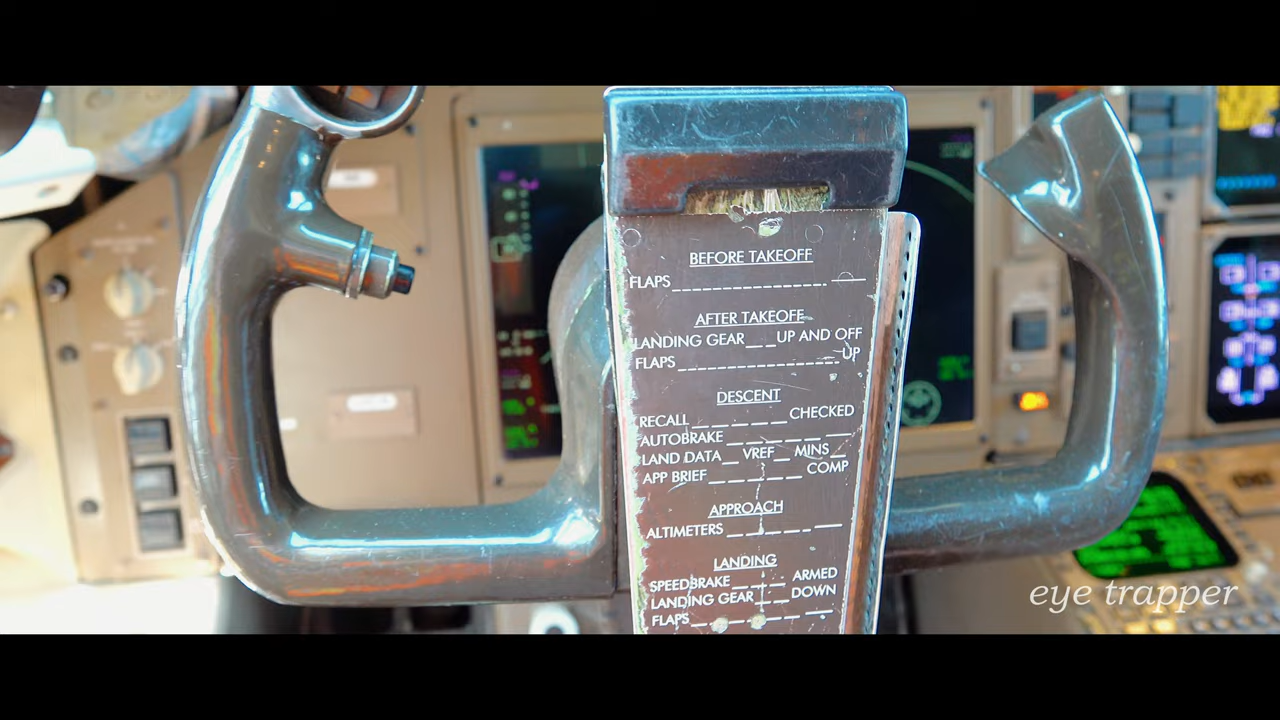 BEFORE TAKEOFF
FLAPS
AFTER TAKEOFF
LANDING GEAR UP AND OFF
FLAPS UP
DESCENT
RECALL CHECKED
AUTOBRAKE
LAND DATA VREF MINS
APP BRIEF COMP
APPROACH
ALTIMETERS
LANDING
SPEEDBRAKE ARMED
LANDING GEAR DOWN
FLAPS
eye trapper